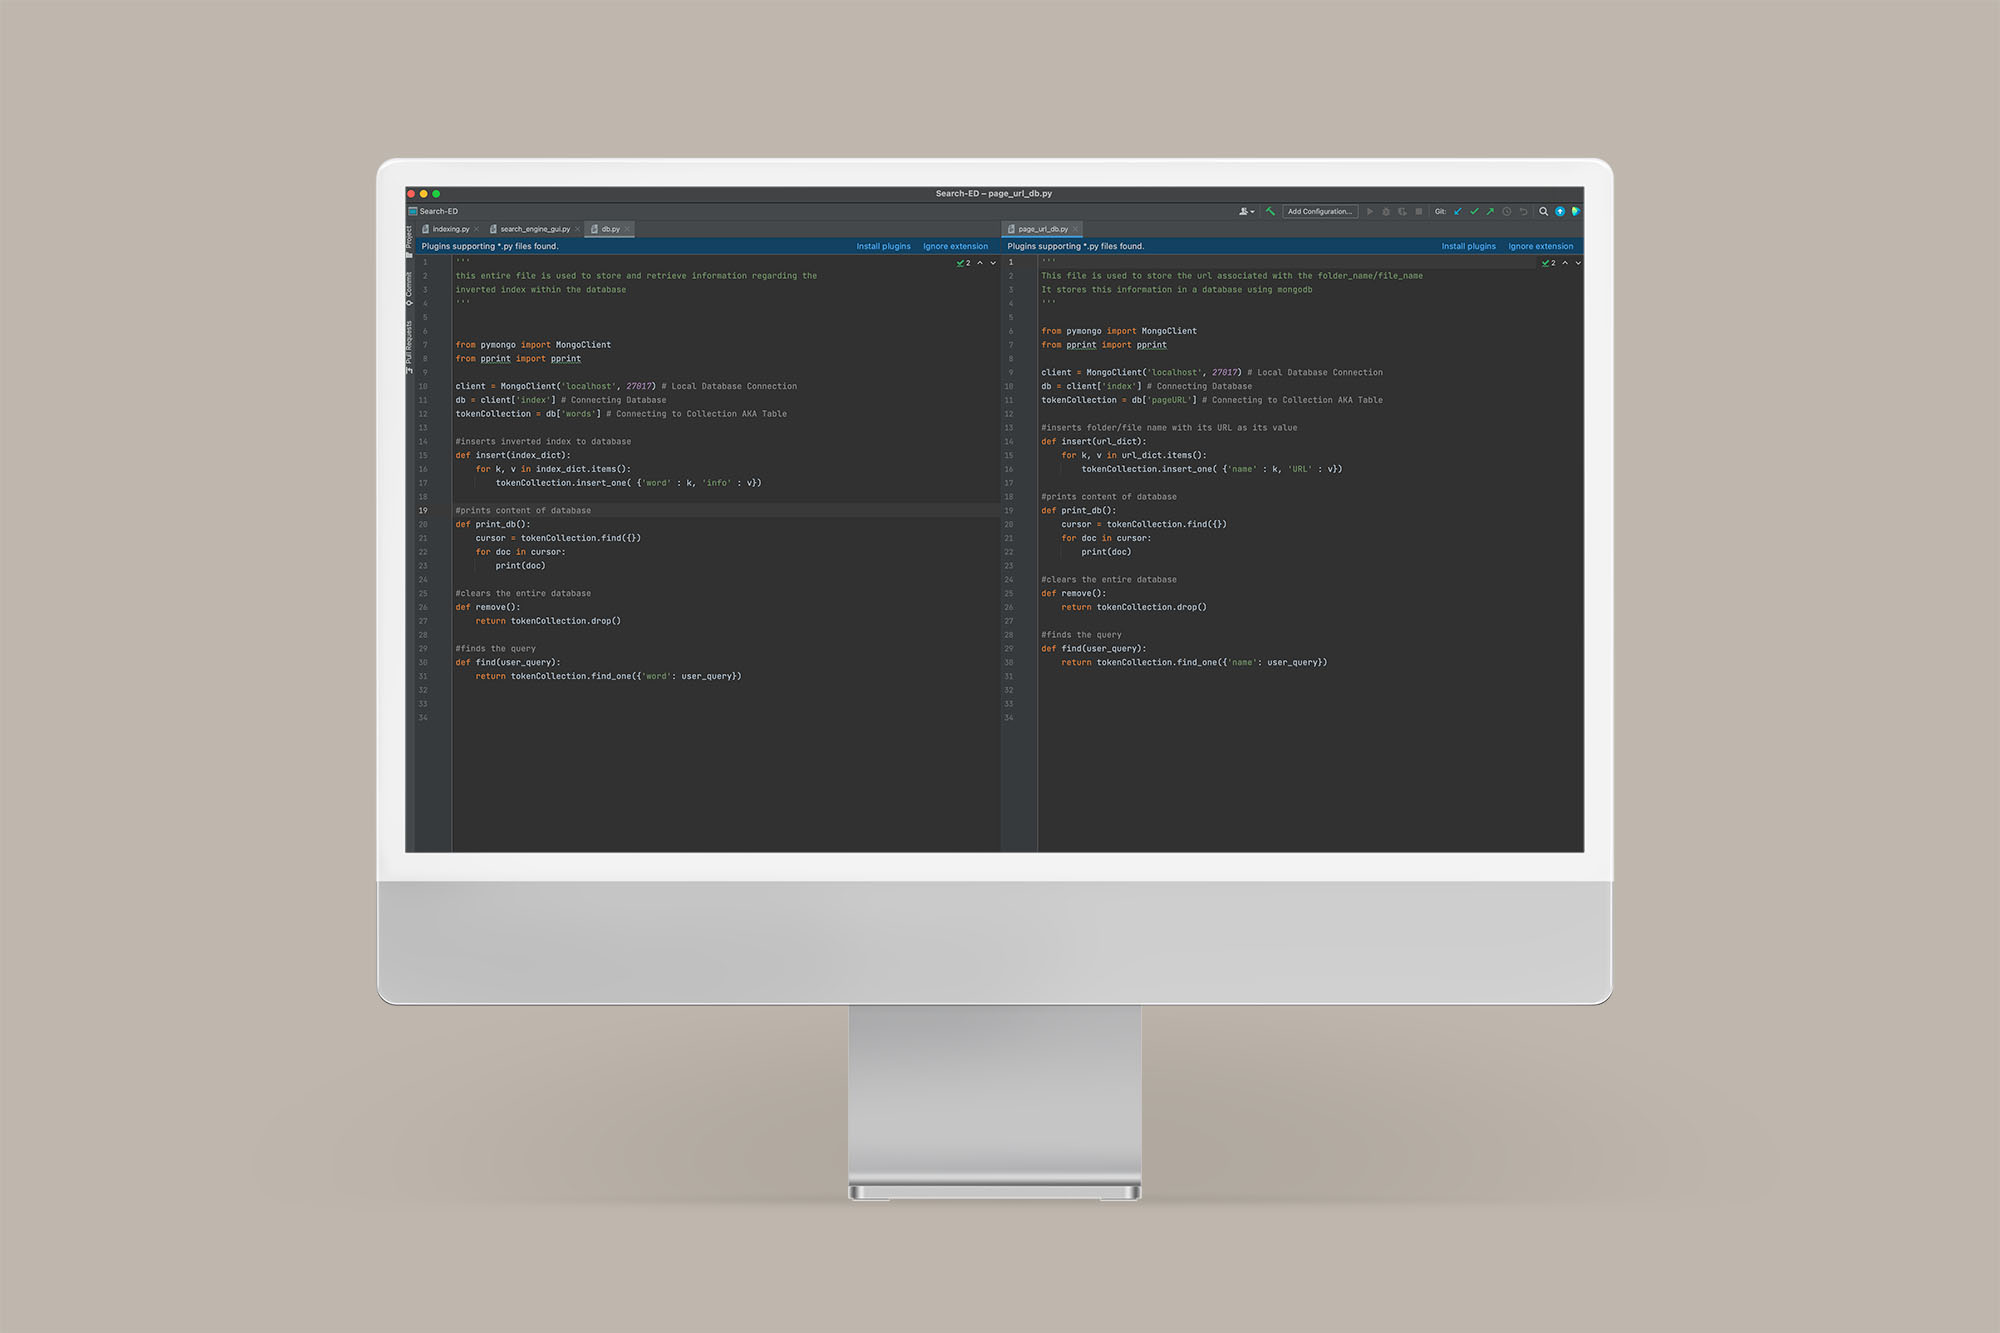 Search-ED – page_url_db.py
Search-ED
Add Configuration...
Git:
Project
Commit
Pull Requests
indexing.py
search_engine_gui.py
db.py
Plugins supporting *.py files found.
Install plugins
Ignore extension
2
1 '''
2 this entire file is used to store and retrieve information regarding the
3 inverted index within the database
4 '''
5
6
7 from pymongo import MongoClient
8 from pprint import pprint
9
10 client = MongoClient('localhost', 27017) # Local Database Connection
11 db = client['index'] # Connecting Database
12 tokenCollection = db['words'] # Connecting to Collection AKA Table
13
14 #inserts inverted index to database
15 def insert(index_dict):
16     for k, v in index_dict.items():
17         tokenCollection.insert_one( {'word' : k, 'info' : v})
18
19 #prints content of database
20 def print_db():
21     cursor = tokenCollection.find({})
22     for doc in cursor:
23         print(doc)
24
25 #clears the entire database
26 def remove():
27     return tokenCollection.drop()
28
29 #finds the query
30 def find(user_query):
31     return tokenCollection.find_one({'word': user_query})
32
33
34
page_url_db.py
Plugins supporting *.py files found.
Install plugins
Ignore extension
2
1 '''
2 This file is used to store the url associated with the folder_name/file_name
3 It stores this information in a database using mongodb
4 '''
5
6 from pymongo import MongoClient
7 from pprint import pprint
8
9 client = MongoClient('localhost', 27017) # Local Database Connection
10 db = client['index'] # Connecting Database
11 tokenCollection = db['pageURL'] # Connecting to Collection AKA Table
12
13 #inserts folder/file name with its URL as its value
14 def insert(url_dict):
15     for k, v in url_dict.items():
16         tokenCollection.insert_one( {'name' : k, 'URL' : v})
17
18 #prints content of database
19 def print_db():
20     cursor = tokenCollection.find({})
21     for doc in cursor:
22         print(doc)
23
24 #clears the entire database
25 def remove():
26     return tokenCollection.drop()
27
28 #finds the query
29 def find(user_query):
30     return tokenCollection.find_one({'name': user_query})
31
32
33
34